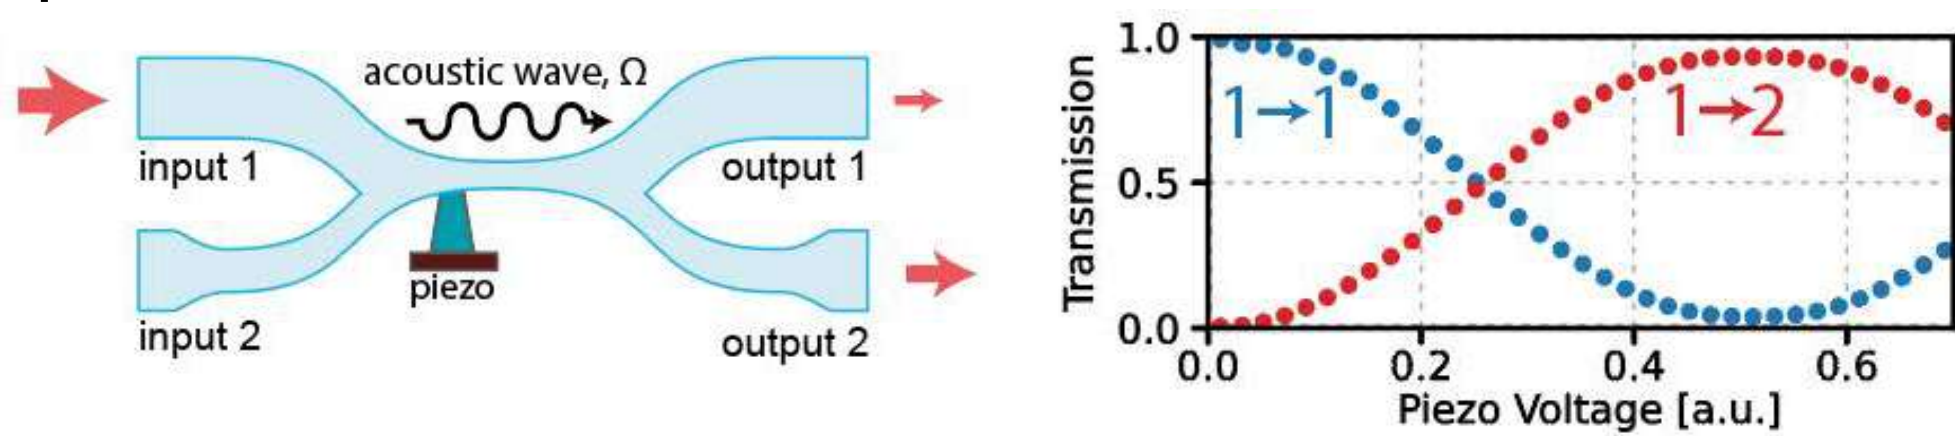 acoustic wave, Ω
input 1
output 1
piezo
input 2
output 2
Transmission
1.0
0.5
0.0
1→1
1→2
0.0 0.2 0.4 0.6
Piezo Voltage [a.u.]